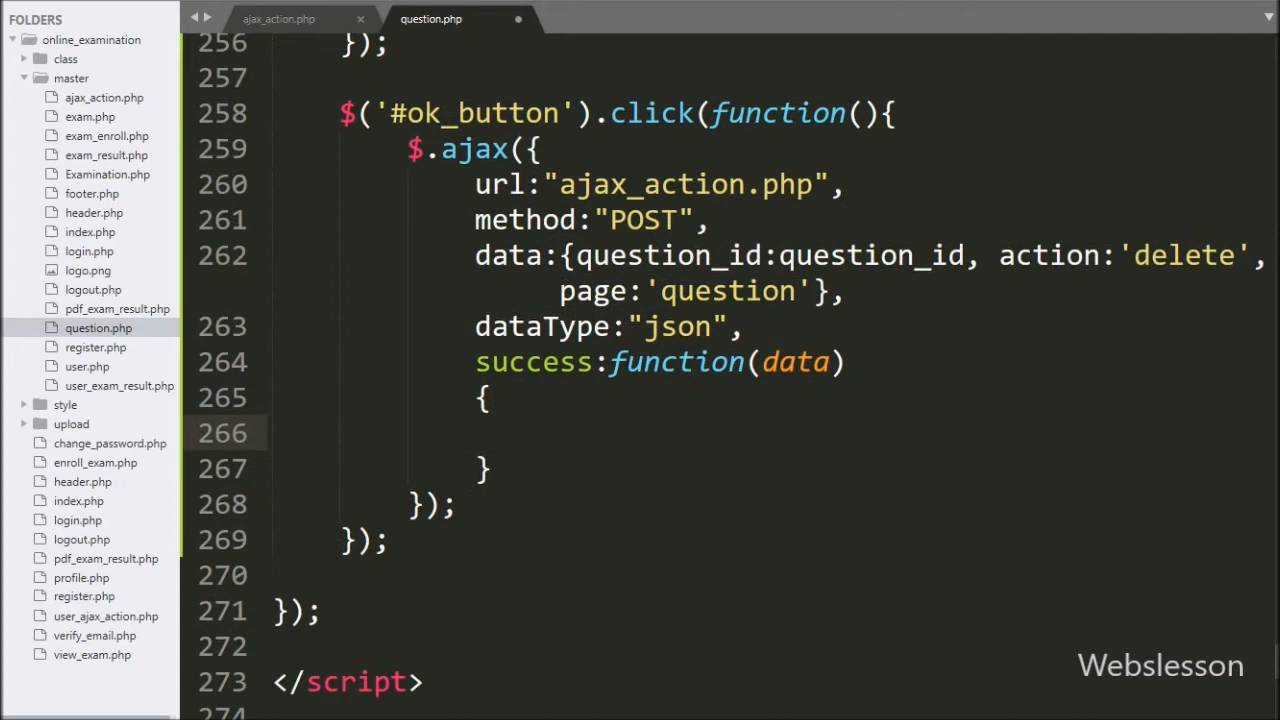 FOLDERS
online_examination
class
master
ajax_action.php
exam.php
exam_enroll.php
exam_result.php
Examination.php
footer.php
header.php
index.php
login.php
logo.png
logout.php
pdf_exam_result.php
question.php
register.php
user.php
user_exam_result.php
style
upload
change_password.php
enroll_exam.php
header.php
index.php
login.php
logout.php
pdf_exam_result.php
profile.php
register.php
user_ajax_action.php
verify_email.php
view_exam.php
ajax_action.php × question.php
256 });
257
258 $('#ok_button').click(function(){
259 $.ajax({
260 url:"ajax_action.php",
261 method:"POST",
262 data:{question_id:question_id, action:'delete',
page:'question'},
263 dataType:"json",
264 success:function(data)
265 {
266
267 }
268 });
269 });
270
271 });
272
273 </script>
274
Webslesson